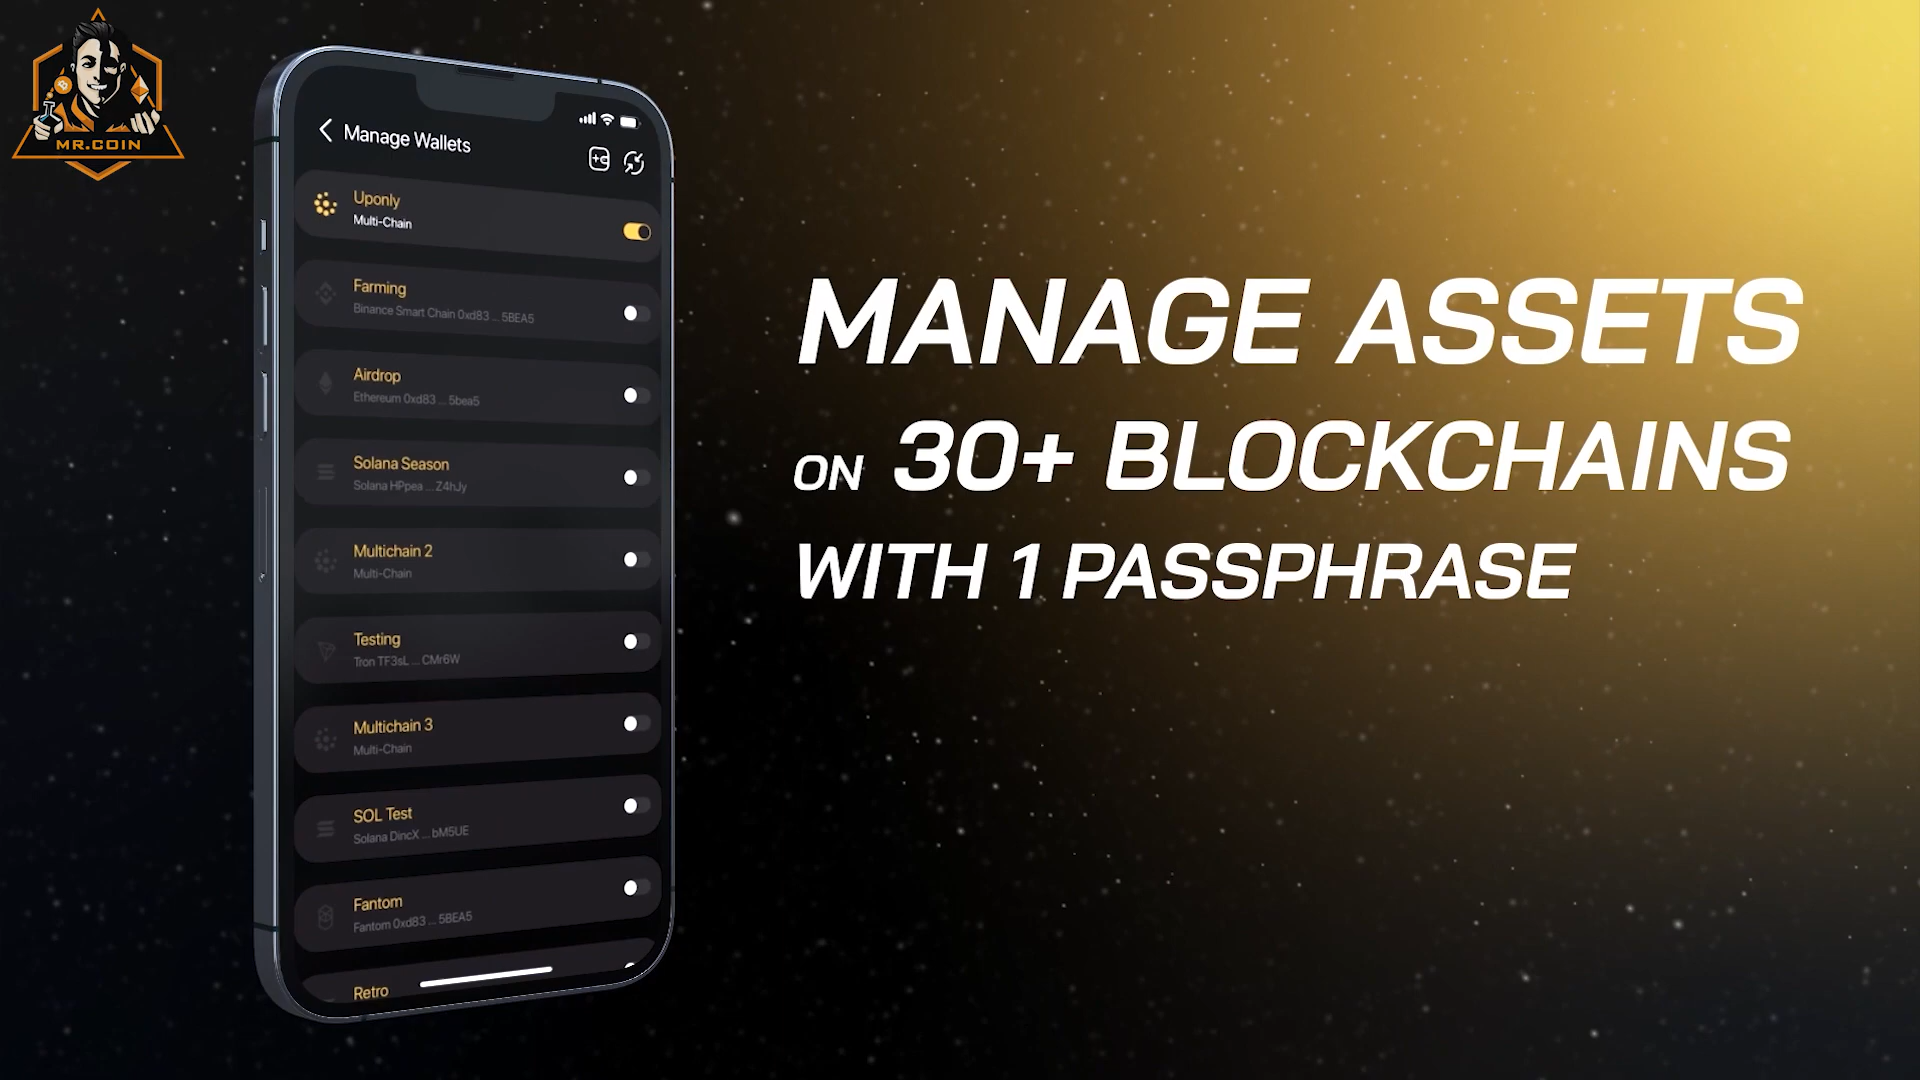 MR.COIN
Manage Wallets
Uponly
Multi-Chain
Farming
Binance Smart Chain 0xd83 ... 5BEA5
Airdrop
Ethereum 0xd83 ... 5bea5
Solana Season
Solana HPpea ... Z4hJy
Multichain 2
Multi-Chain
Testing
Tron TF3sL ... CMr6W
Multichain 3
Multi-Chain
SOL Test
Solana DincX ... bM5UE
Fantom
Fantom 0xd83 ... 5BEA5
Retro
MANAGE ASSETS
ON 30+ BLOCKCHAINS
WITH 1 PASSPHRASE